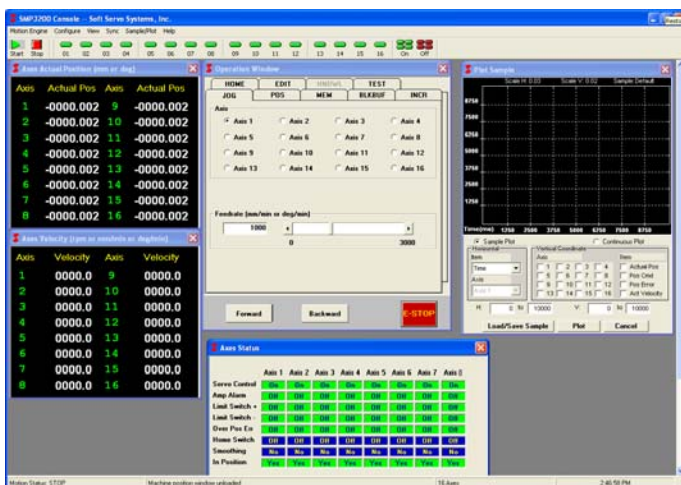 SMP3200 Console -- Soft Servo Systems, Inc.
Motion Engine Configure View Sync Sample/Plot Help
Start Stop 01 02 03 04 05 06 07 08 09 10 11 12 13 14 15 16 On Off
Axes Actual Position (mm or deg)
Axis Actual Pos Axis Actual Pos
1 -0000.002 9 -0000.002
2 -0000.002 10 -0000.002
3 -0000.002 11 -0000.002
4 -0000.002 12 -0000.002
5 -0000.002 13 -0000.002
6 -0000.002 14 -0000.002
7 -0000.002 15 -0000.002
8 -0000.002 16 -0000.002
Axes Velocity (rpm or mm/min or deg/min)
Axis Velocity Axis Velocity
1 0000.0 9 0000.0
2 0000.0 10 0000.0
3 0000.0 11 0000.0
4 0000.0 12 0000.0
5 0000.0 13 0000.0
6 0000.0 14 0000.0
7 0000.0 15 0000.0
8 0000.0 16 0000.0
Operation Window
HOME EDIT TEST
JOG POS MEM BLKBUF INCR
Axis
Axis 1 Axis 2 Axis 3 Axis 4
Axis 5 Axis 6 Axis 7 Axis 8
Axis 9 Axis 10 Axis 11 Axis 12
Axis 13 Axis 14 Axis 15 Axis 16
Feedrate (mm/min or deg/min)
1000
0 3000
Forward Backward E-STOP
Axes Status
Axis 1 Axis 2 Axis 3 Axis 4 Axis 5 Axis 6 Axis 7 Axis 8
Servo Control On On On On On On On On
Amp Alarm Off Off Off Off Off Off Off Off
Limit Switch + Off Off Off Off Off Off Off Off
Limit Switch - Off Off Off Off Off Off Off Off
Over Pos Err Off Off Off Off Off Off Off Off
Home Switch Off Off Off Off Off Off Off Off
Smoothing No No No No No No No No
In Position Yes Yes Yes Yes Yes Yes Yes Yes
Plot Sample
Scale H: 0.03 Scale V: 0.02 Sample Default
8750
7500
6250
5000
3750
2500
1250
Time(ms) 1250 2500 3750 5000 6250 7500 8750
Sample Plot Continuous Plot
Horizontal Vertical Coordinate
Item Axis Item
Time 1 2 3 4 Actual Pos
5 6 7 8 Pos Cmd
Axis 9 10 11 12 Pos Error
Axis 1 13 14 15 16 Act Velocity
H: 0 to 10000 V: 0 to 10000
Load/Save Sample Plot Cancel
Motion Status: STOP Machine position window unloaded 16 Axes 2:46:58 PM